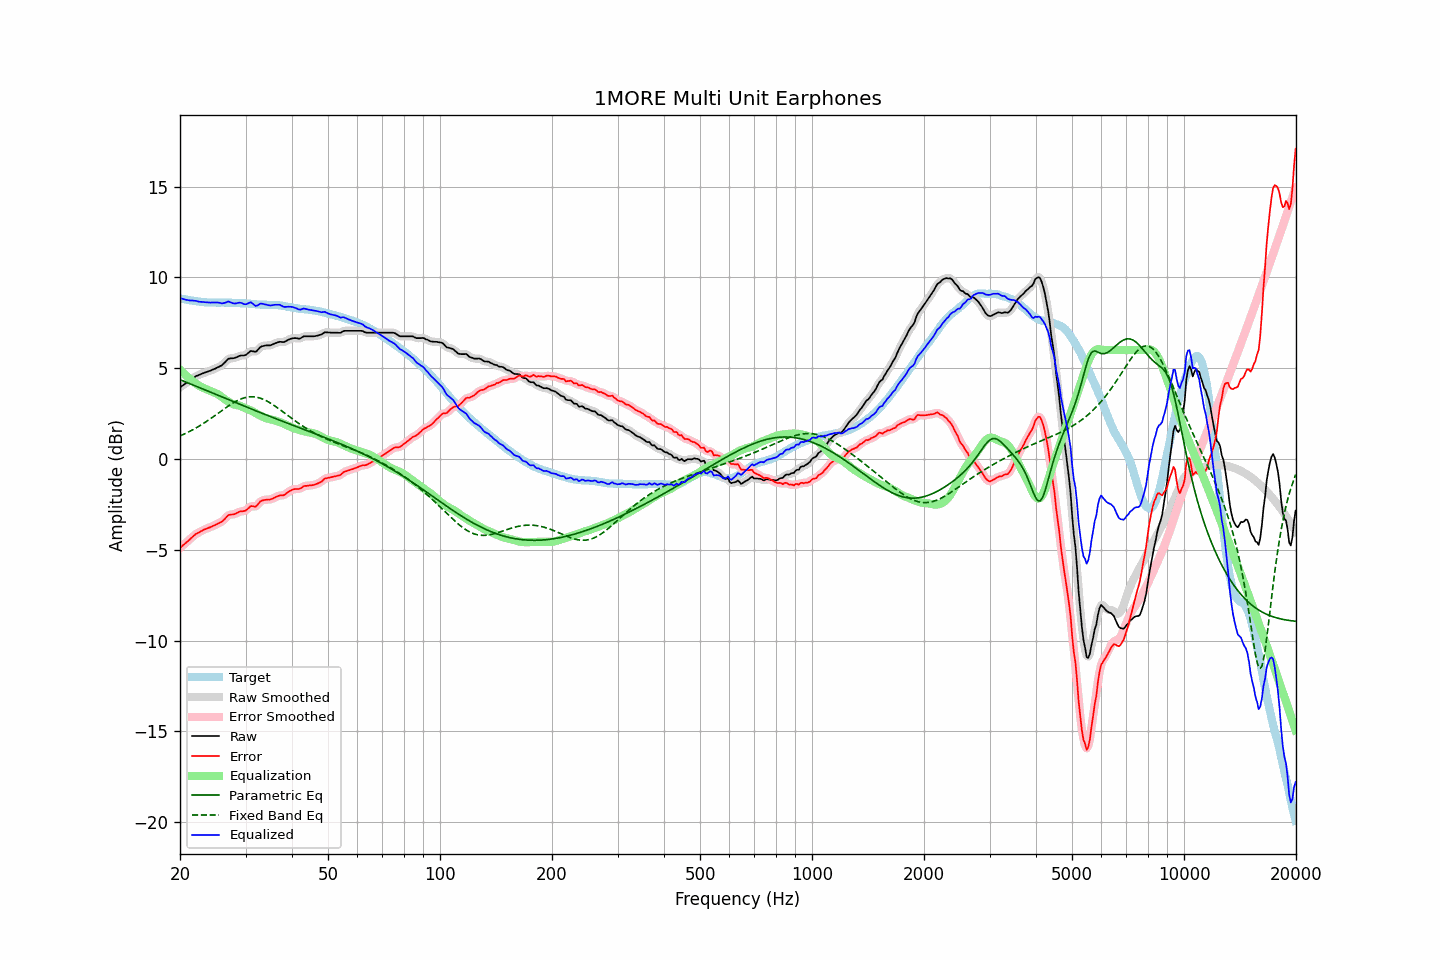 1MORE Multi Unit Earphones
Amplitude (dBr)
15
10
5
0
−5
−10
−15
−20
Target
Raw Smoothed
Error Smoothed
Raw
Error
Equalization
Parametric Eq
Fixed Band Eq
Equalized
20 50 100 200 500 1000 2000 5000 10000 20000
Frequency (Hz)